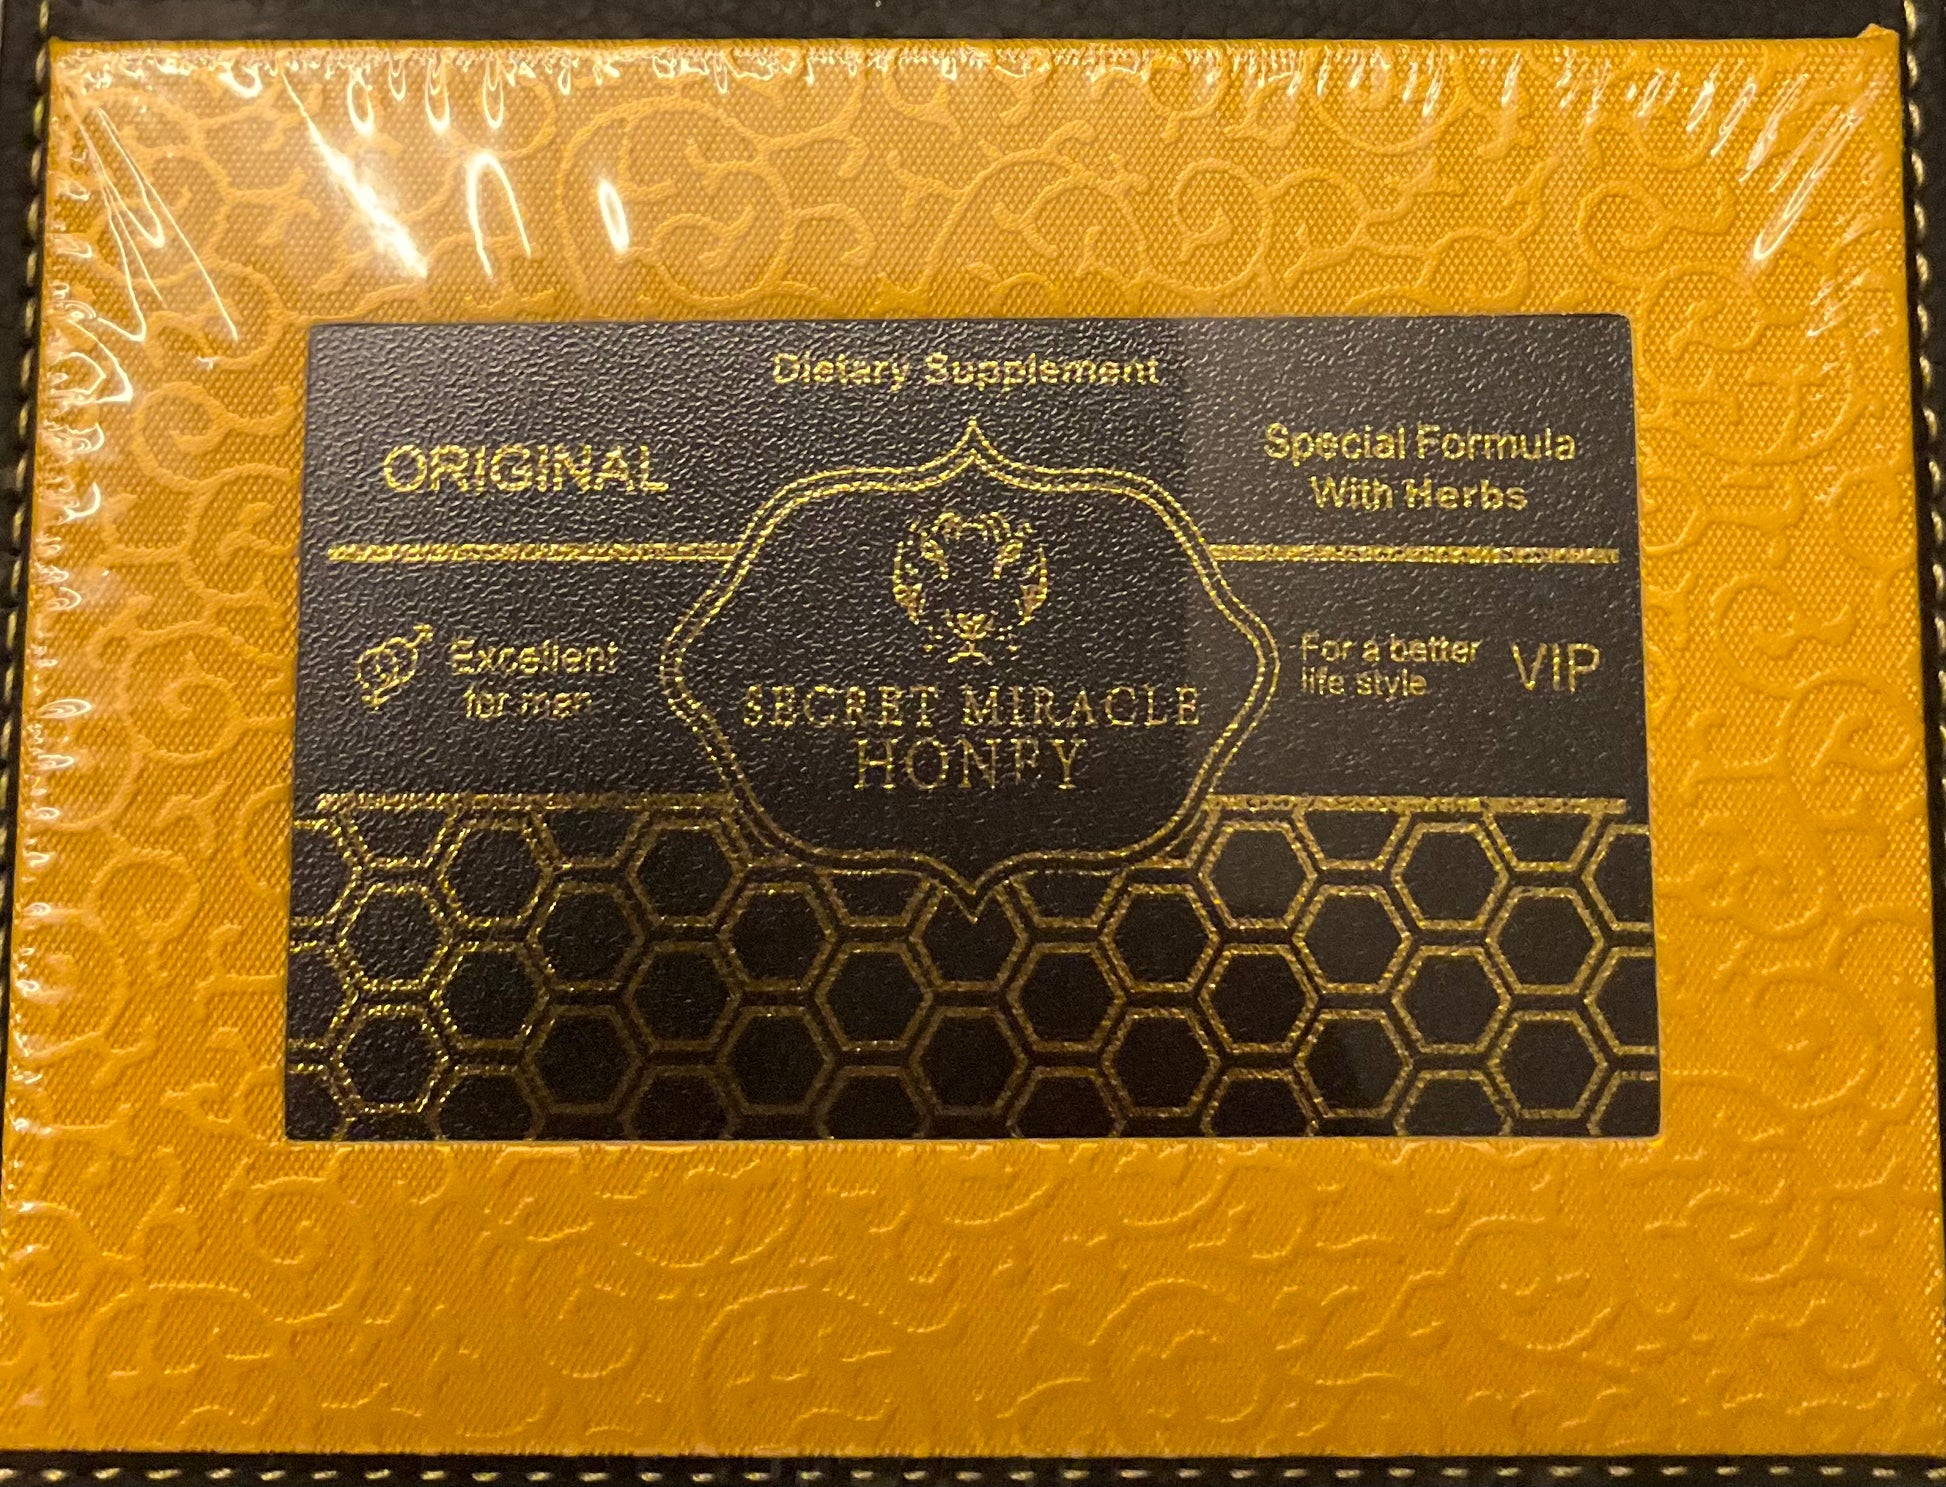 Dietary Supplement
ORIGINAL
Special Formula
With Herbs
Excellent
for men
SECRET MIRACLE
HONEY
For a better
life style
VIP